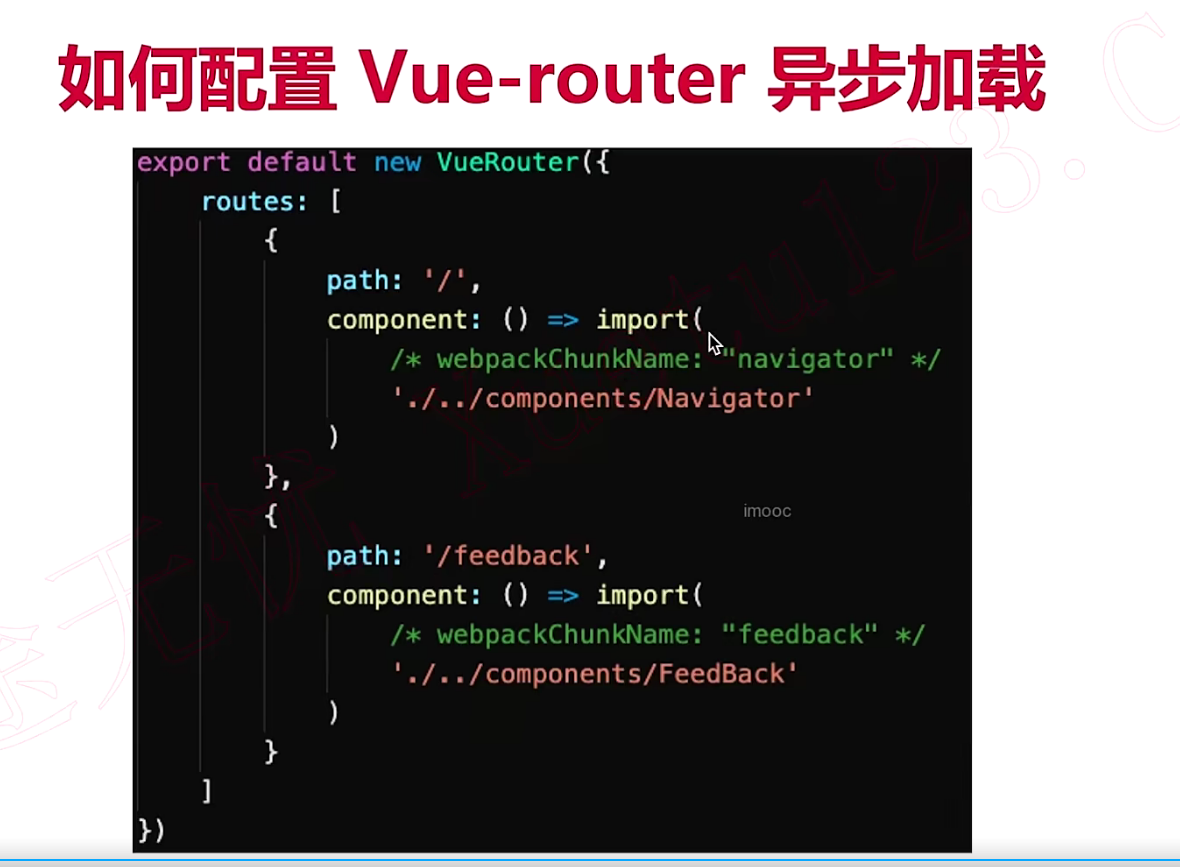 如何配置 Vue-router 异步加载
export default new VueRouter({
routes: [
{
path: '/',
component: () => import(
/* webpackChunkName: "navigator" */
'./../components/Navigator'
)
},
{
imooc
path: '/feedback',
component: () => import(
/* webpackChunkName: "feedback" */
'./../components/FeedBack'
)
}
]
})